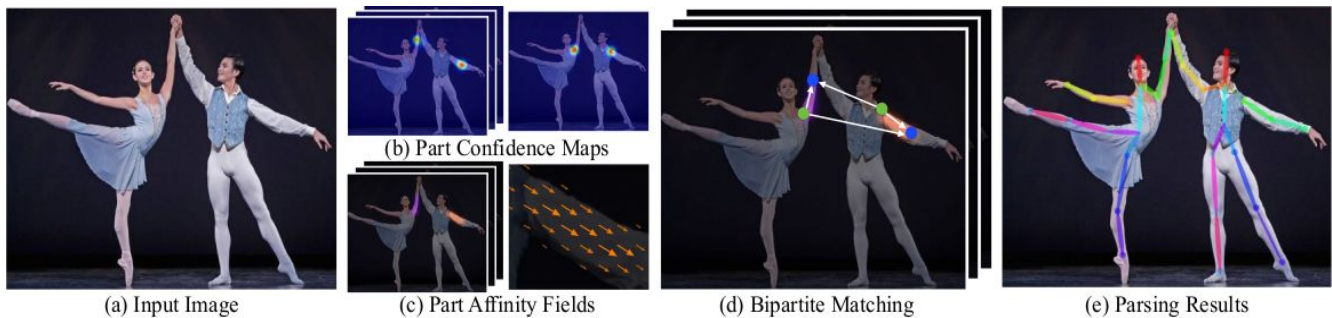 (a) Input Image
(b) Part Confidence Maps
(c) Part Affinity Fields
(d) Bipartite Matching
(e) Parsing Results